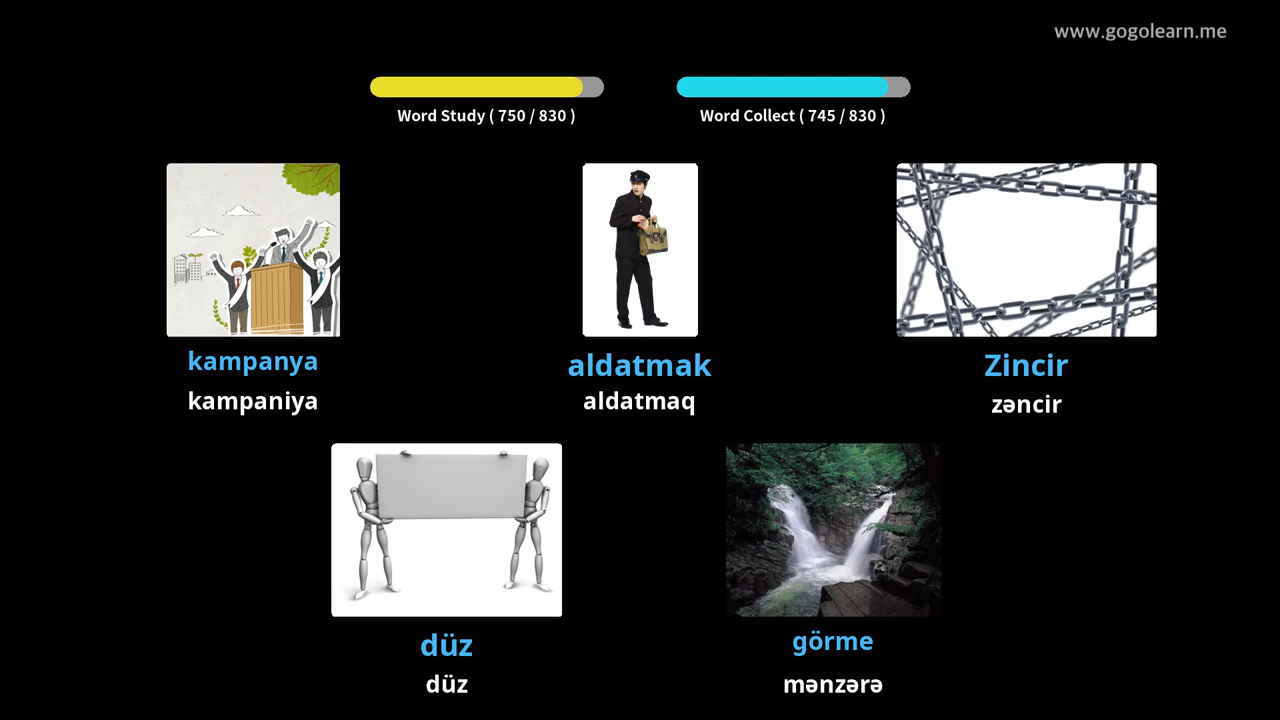 www.gogolearn.me
Word Study ( 750 / 830 )
Word Collect ( 745 / 830 )
kampanya
kampaniya
aldatmak
aldatmaq
Zincir
zəncir
düz
düz
görme
mənzərə